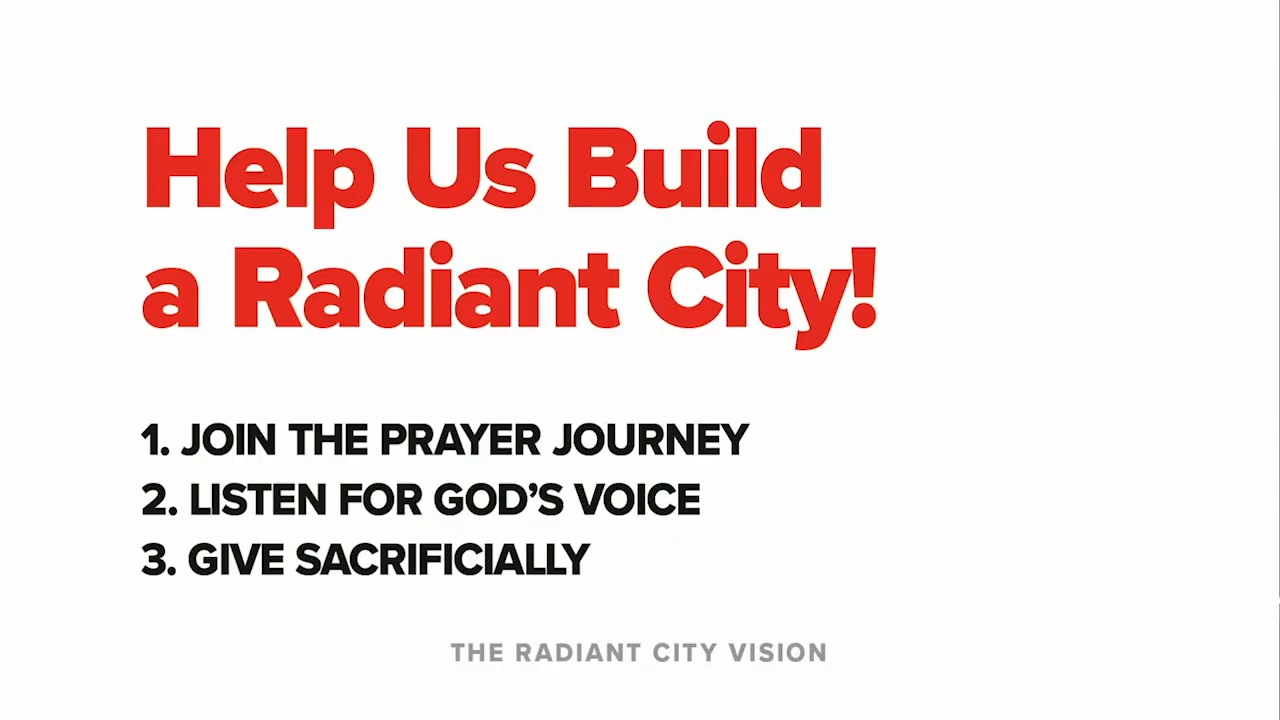 Help Us Build
a Radiant City!
1. JOIN THE PRAYER JOURNEY
2. LISTEN FOR GOD’S VOICE
3. GIVE SACRIFICIALLY
THE RADIANT CITY VISION